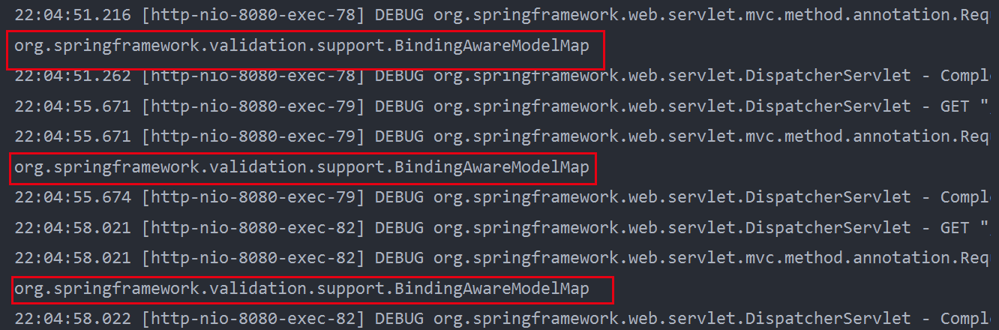 22:04:51.216 [http-nio-8080-exec-78] DEBUG org.springframework.web.servlet.mvc.method.annotation.Requ
org.springframework.validation.support.BindingAwareModelMap
22:04:51.262 [http-nio-8080-exec-78] DEBUG org.springframework.web.servlet.DispatcherServlet - Comple
22:04:55.671 [http-nio-8080-exec-79] DEBUG org.springframework.web.servlet.DispatcherServlet - GET "/
22:04:55.671 [http-nio-8080-exec-79] DEBUG org.springframework.web.servlet.mvc.method.annotation.Requ
org.springframework.validation.support.BindingAwareModelMap
22:04:55.674 [http-nio-8080-exec-79] DEBUG org.springframework.web.servlet.DispatcherServlet - Comple
22:04:58.021 [http-nio-8080-exec-82] DEBUG org.springframework.web.servlet.DispatcherServlet - GET "/
22:04:58.021 [http-nio-8080-exec-82] DEBUG org.springframework.web.servlet.mvc.method.annotation.Requ
org.springframework.validation.support.BindingAwareModelMap
22:04:58.022 [http-nio-8080-exec-82] DEBUG org.springframework.web.servlet.DispatcherServlet - Comple